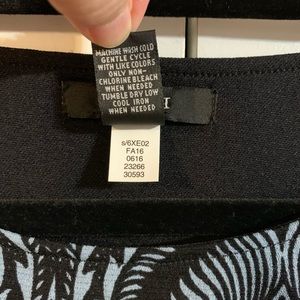 MACHINE WASH COLD
GENTLE CYCLE
WITH LIKE COLORS
ONLY NON-
CHLORINE BLEACH
WHEN NEEDED
TUMBLE DRY LOW
COOL IRON
WHEN NEEDED
s/6XE02
FA16
0616
23266
30593